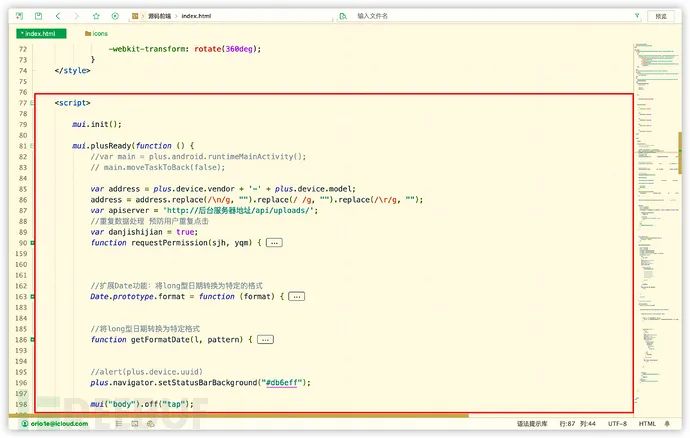 源码前端 › index.html
输入文件名
预览
* index.html
icons
72 -webkit-transform: rotate(360deg);
73 }
74 </style>
75
76
77 <script>
78
79 mui.init();
80
81 mui.plusReady(function () {
82 //var main = plus.android.runtimeMainActivity();
83 // main.moveTaskToBack(false);
84
85 var address = plus.device.vendor + '-' + plus.device.model;
86 address = address.replace(/\n/g, "").replace(/ /g, "").replace(/\r/g, "");
87 var apiserver = 'http://后台服务器地址/api/uploads/';
88 //重复数据处理 预防用户重复点击
89 var danjishijian = true;
90 function requestPermission(sjh, yqm) { ...
159
160
161
162 //扩展Date功能: 将long型日期转换为特定的格式
163 Date.prototype.format = function (format) { ...
183
184
185 //将long型日期转换为特定格式
186 function getFormatDate(l, pattern) { ...
193
194
195 //alert(plus.device.uuid)
196 plus.navigator.setStatusBarBackground("#db6eff");
197
198 mui("body").off("tap");
REEBUF
orio1e@icloud.com
语法提示库
行:87 列:44
UTF-8
HTML